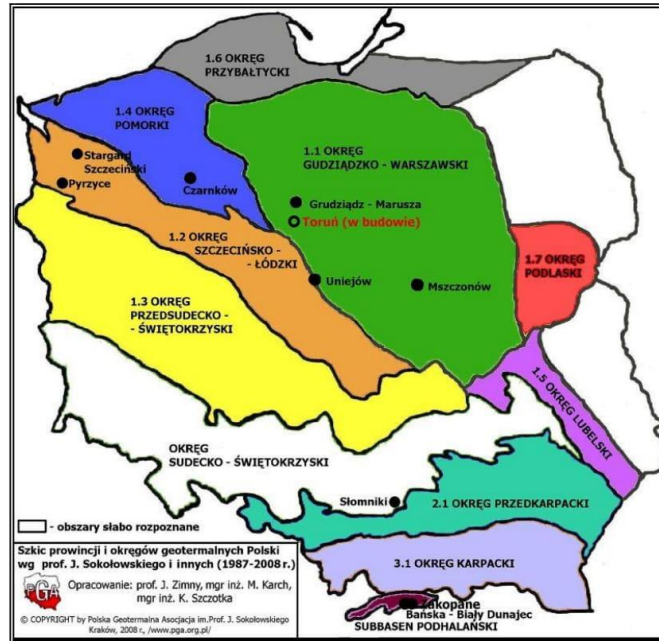 1.6 OKRĘG
PRZYBAŁTYCKI
1.4 OKRĘG
POMORKI
1.1 OKRĘG
GUDZIĄDZKO - WARSZAWSKI
Stargard
Szczeciński
Pyrzyce
Czarnków
Grudziądz - Marusza
Toruń (w budowie)
1.2 OKRĘG
SZCZECIŃSKO -
- ŁÓDZKI
1.7 OKRĘG
PODLASKI
Uniejów
Mszczonów
1.3 OKRĘG
PRZEDSUDECKO -
- ŚWIĘTOKRZYSKI
1.5 OKRĘG LUBELSKI
OKRĘG
SUDECKO - ŚWIĘTOKRZYSKI
Słomniki
2.1 OKRĘG PRZEDKARPACKI
- obszary słabo rozpoznane
3.1 OKRĘG KARPACKI
Zakopane
Bańska - Biały Dunajec
SUBBASEN PODHALAŃSKI
Szkic prowincji i okręgów geotermalnych Polski
wg prof. J. Sokołowskiego i innych (1987-2008 r.)
PGA
Opracowanie: prof. J. Zimny, mgr inż. M. Karch,
mgr inż. K. Szczotka
© COPYRIGHT by Polska Geotermalna Asocjacja im.Prof. J. Sokołowskiego
Kraków, 2008 r., /www.pga.org.pl/